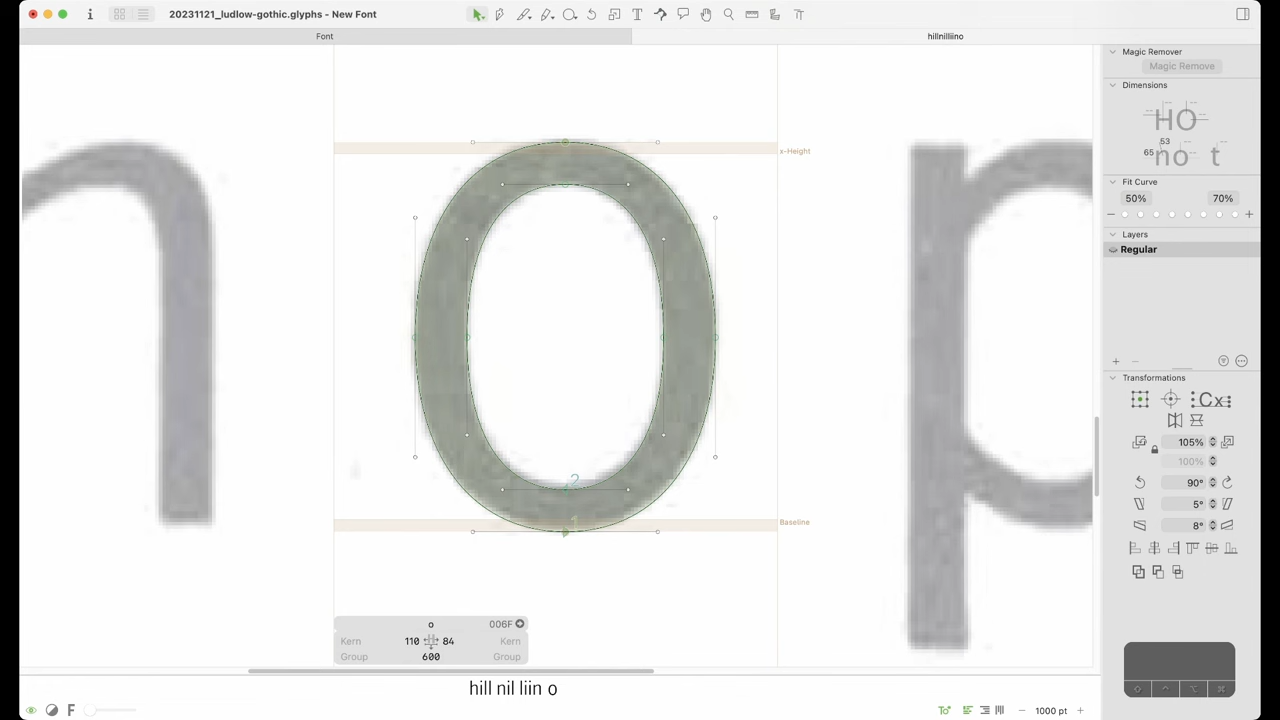 20231121_ludlow-gothic.glyphs - New Font
Font
hillnilliino
Magic Remover
Magic Remove
Dimensions
HO
53
65
no t
Fit Curve
50% 70%
Layers
Regular
x-Height
n o p
2
1
Baseline
Transformations
Cx
105%
100%
90°
5°
8°
o 006F
Kern 110 84 Kern
Group 600 Group
hill nil liin o
F
1000 pt